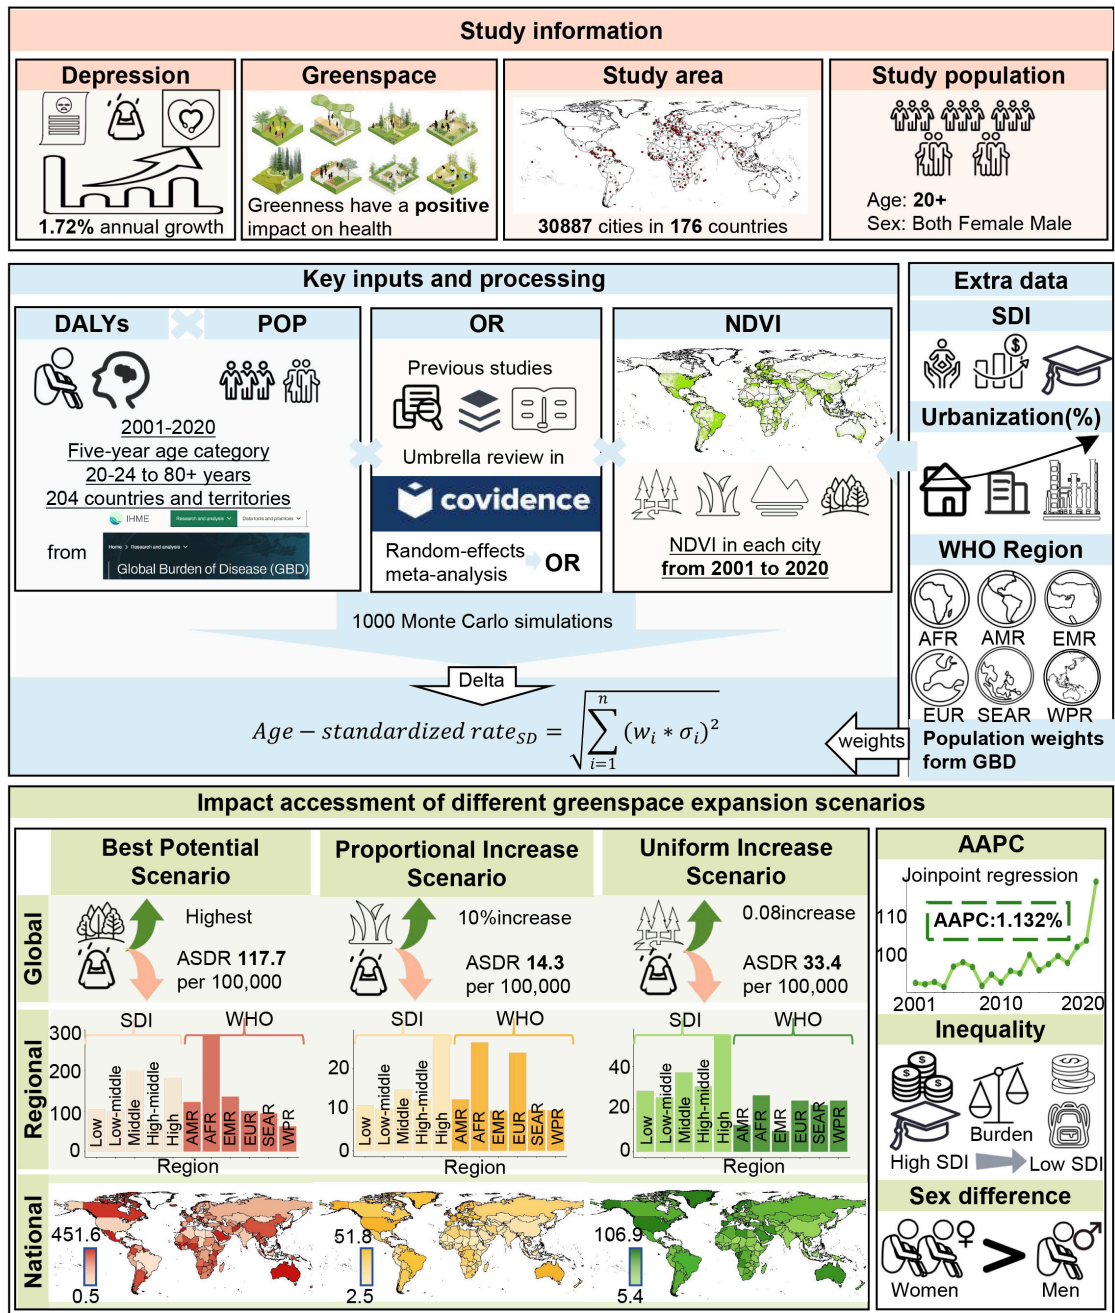 Study information
Depression
1.72% annual growth
Greenspace
Greenness have a positive
impact on health
Study area
30887 cities in 176 countries
Study population
Age: 20+
Sex: Both Female Male
Key inputs and processing
DALYs
POP
2001-2020
Five-year age category
20-24 to 80+ years
204 countries and territories
from
IHME
Research and analysis
Data tools and practices
Home > Research and analysis
Global Burden of Disease (GBD)
OR
Previous studies
Umbrella review in
covidence
Random-effects
meta-analysis
OR
NDVI
NDVI in each city
from 2001 to 2020
1000 Monte Carlo simulations
Delta
Age − standardized rate_SD = √∑_{i=1}^{n} (w_i * σ_i)^2
Extra data
SDI
$
Urbanization(%)
WHO Region
AFR
AMR
EMR
EUR
SEAR
WPR
weights
Population weights
form GBD
Impact accessment of different greenspace expansion scenarios
Best Potential
Scenario
Proportional Increase
Scenario
Uniform Increase
Scenario
Global
Highest
ASDR 117.7
per 100,000
10%increase
ASDR 14.3
per 100,000
0.08increase
ASDR 33.4
per 100,000
Regional
SDI
WHO
300
200
100
0
Low
Low-middle
Middle
High-middle
High
AMR
AFR
EMR
EUR
SEAR
WPR
Region
SDI
WHO
20
10
0
Low
Low-middle
Middle
High-middle
High
AMR
AFR
EMR
EUR
SEAR
WPR
Region
SDI
WHO
40
20
0
Low
Low-middle
Middle
High-middle
High
AMR
AFR
EMR
EUR
SEAR
WPR
Region
National
451.6
0.5
51.8
2.5
106.9
5.4
AAPC
Joinpoint regression
110
100
AAPC:1.132%
2001
2010
2020
Inequality
Burden
High SDI
Low SDI
Sex difference
Women
>
Men